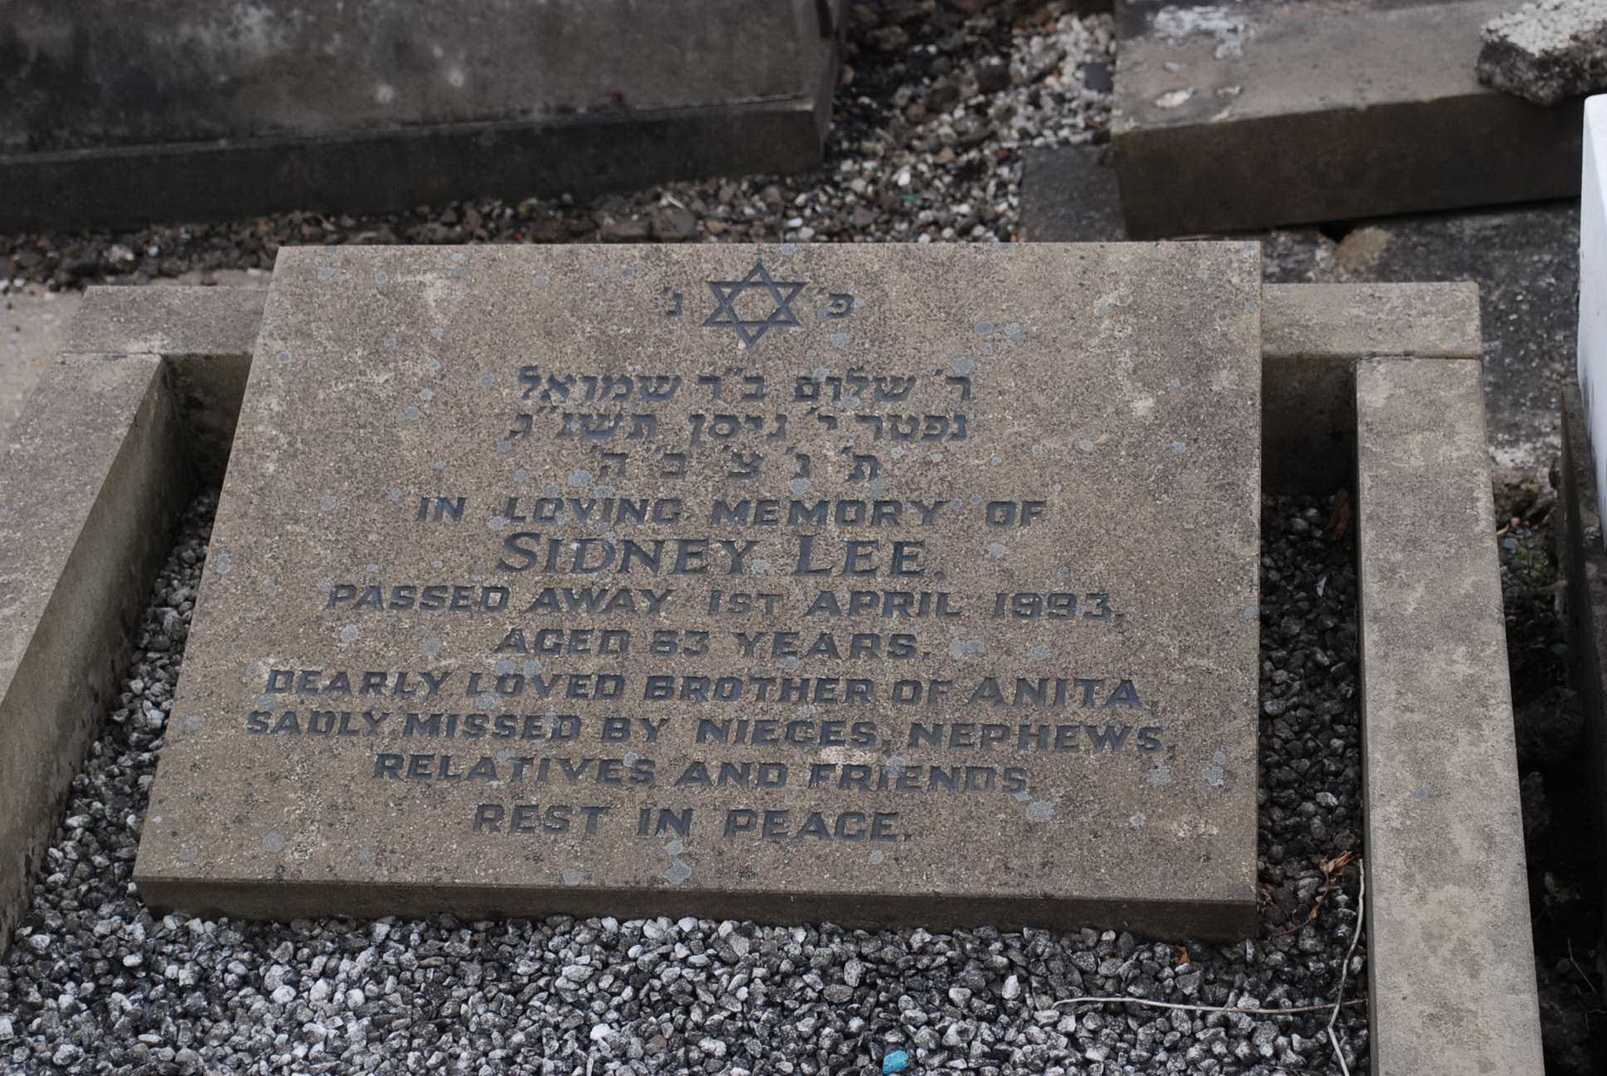 פ' נ'
ר' שלום ב"ר שמואל
נפטר י' ניסן תשנ"ג
ת' נ' צ' ב' ה'
IN LOVING MEMORY OF
SIDNEY LEE.
PASSED AWAY 1ST APRIL 1993.
AGED 83 YEARS.
DEARLY LOVED BROTHER OF ANITA,
SADLY MISSED BY NIECES, NEPHEWS,
RELATIVES AND FRIENDS.
REST IN PEACE.